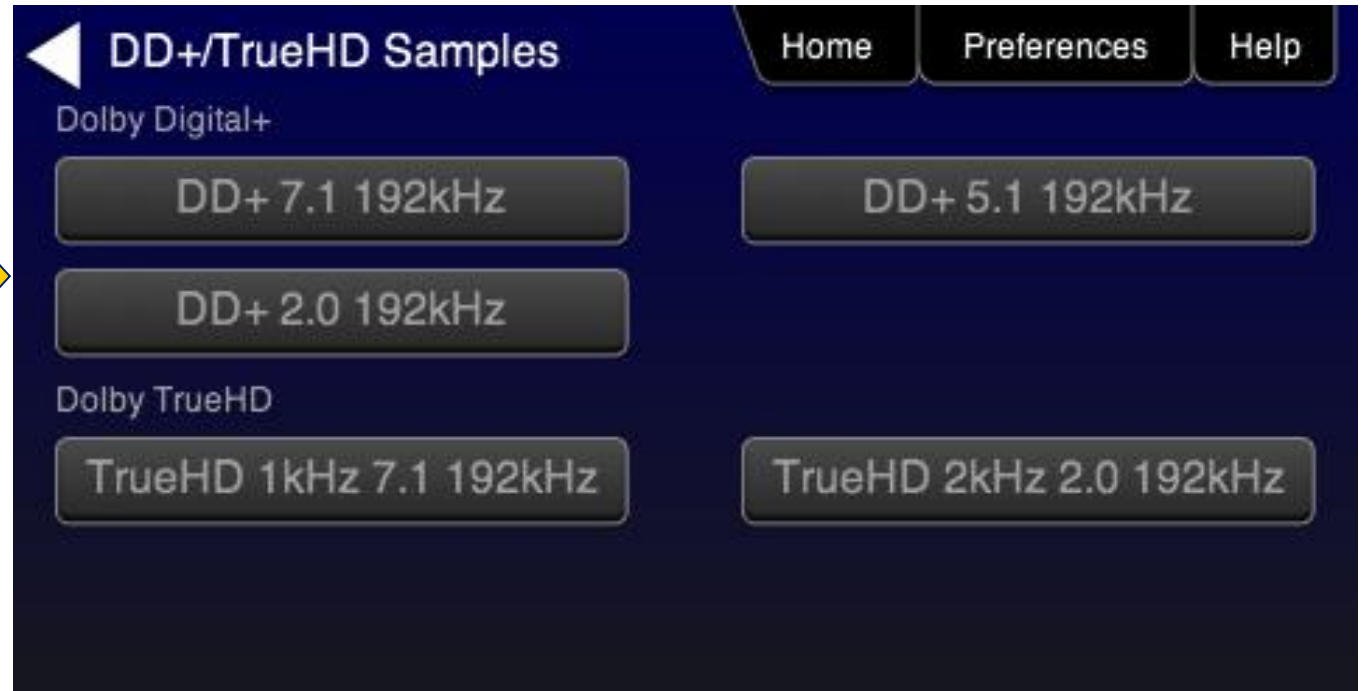 DD+/TrueHD Samples
Home
Preferences
Help
Dolby Digital+
DD+ 7.1 192kHz
DD+ 5.1 192kHz
DD+ 2.0 192kHz
Dolby TrueHD
TrueHD 1kHz 7.1 192kHz
TrueHD 2kHz 2.0 192kHz